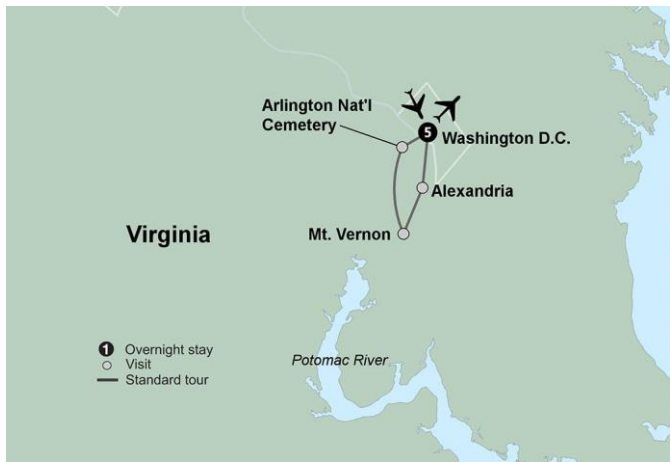 Arlington Nat'l
Cemetery
5
Washington D.C.
Alexandria
Mt. Vernon
Virginia
Potomac River
1 Overnight stay
Visit
Standard tour